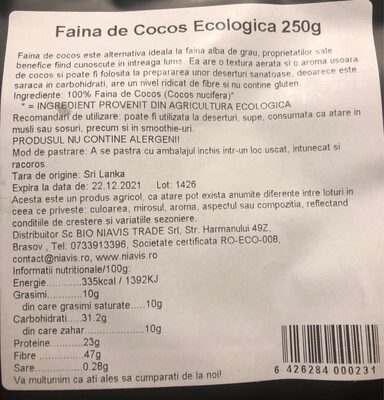 Faina de Cocos Ecologica 250g
Faina de cocos este alternativa ideala la faina alba de grau, proprietatilor sale
benefice fiind cunoscute in intreaga lume. Ea are o textura aerata si o aroma usoara
de cocos si poate fi folosita la prepararea unor deserturi sanatoase, deoarece este
saraca in carbohidrati, are un nivel ridicat de fibre si nu contine gluten.
Ingrediente: 100% Faina de Cocos (Cocos nucifera)*
* = INGREDIENT PROVENIT DIN AGRICULTURA ECOLOGICA
Recomandari de utilizare: poate fi utilizata la deserturi, supe, consumata ca atare in
musli sau sosuri, precum si in smoothie-uri.
PRODUSUL NU CONTINE ALERGENI!
Mod de pastrare: A se pastra cu ambalajul inchis intr-un loc uscat, intunecat si
racoros.
Tara de origine: Sri Lanka
Expira la data de: 22.12.2021 Lot: 1426
Acesta este un produs agricol, ca atare pot exista anumite diferente intre loturi in
ceea ce priveste: culoarea, mirosul, aroma, aspectul sau compozitia, reflectand
conditiile de crestere si variatiile sezoniere.
Distribuitor Sc BIO NIAVIS TRADE Srl, Str. Harmanului 49Z,
Brasov , Tel. 0733913396, Societate certificata RO-ECO-008,
contact@niavis.ro, www.niavis.ro
Informatii nutritionale/100g:
Energie...........335kcal / 1392KJ
Grasimi...........10g
din care grasimi saturate.....10g
Carbohidrati.....31.2g
din care zahar...............10g
Proteine..........23g
Fibre ..............47g
Sare................0.28g
Va multumim ca ati ales sa cumparati de la noi!
6 426284 000231